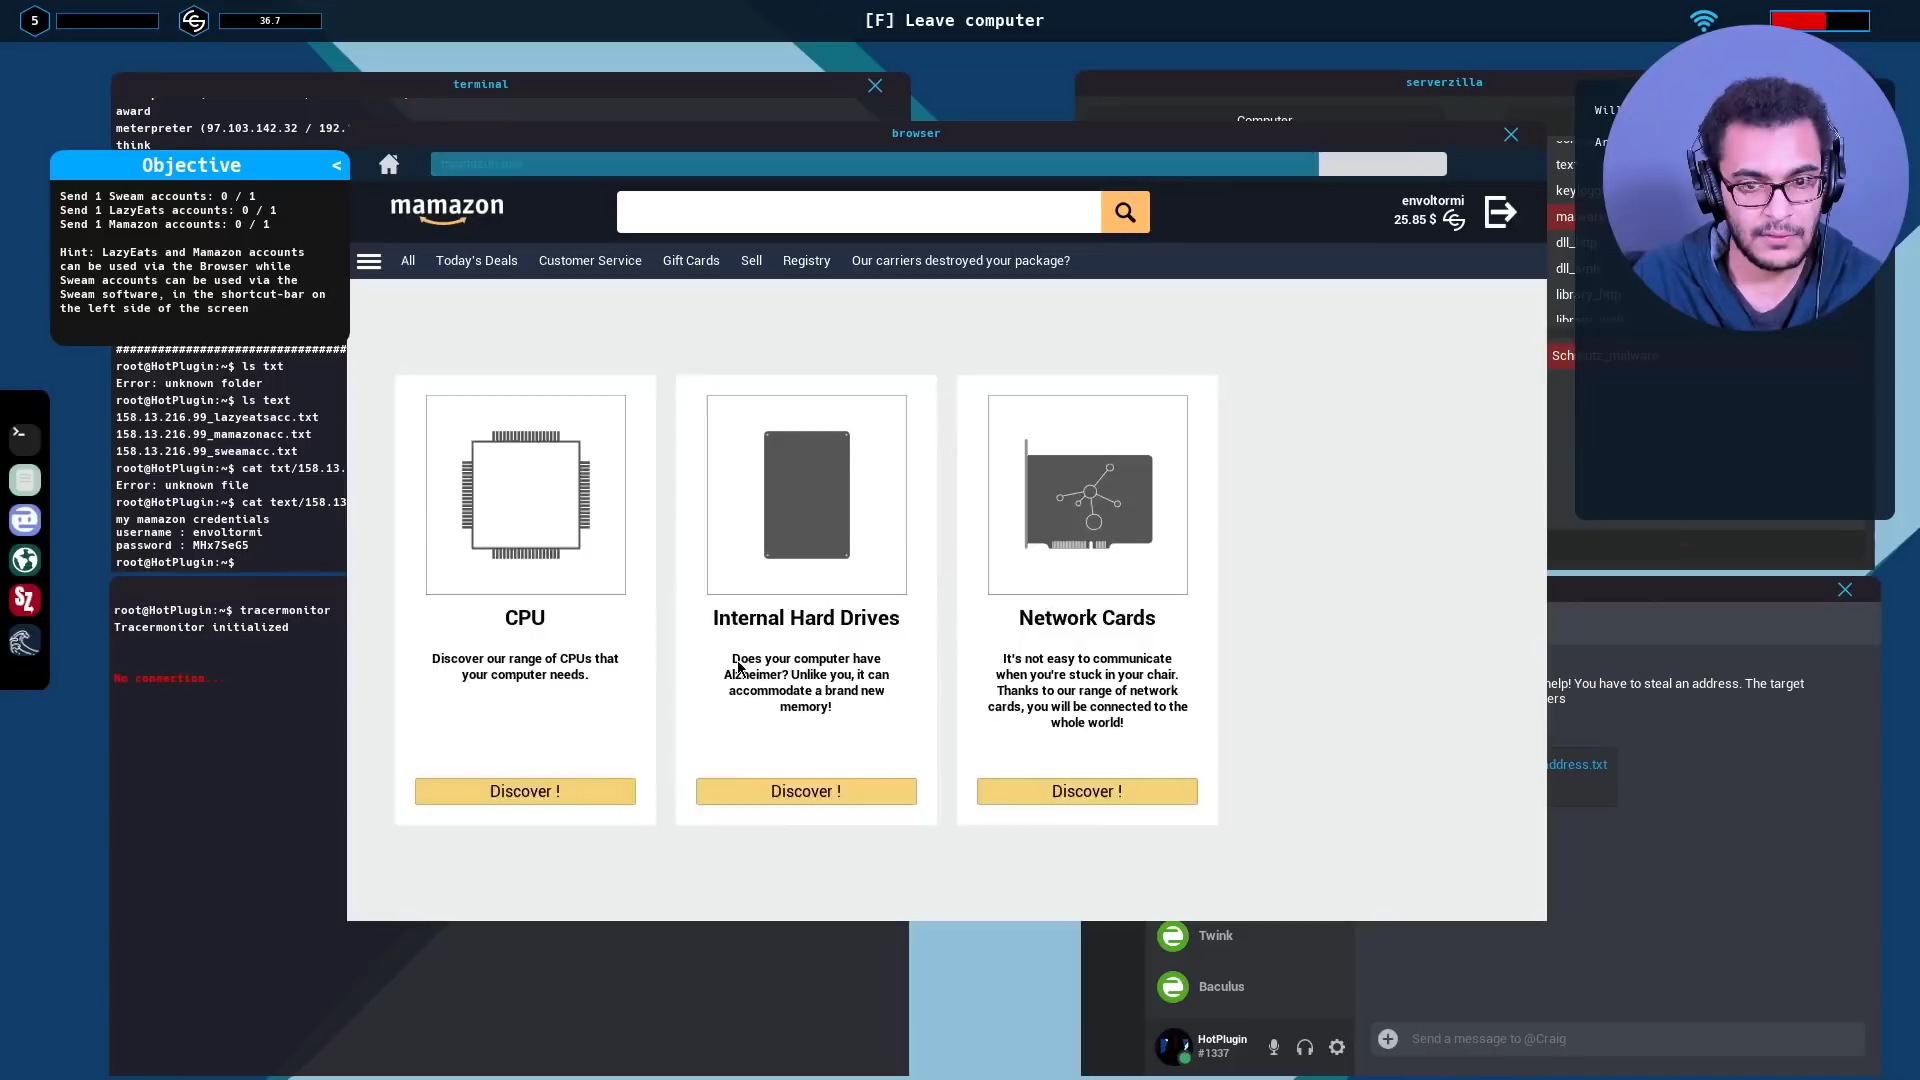 5
36.7
[F] Leave computer
terminal
award
meterpreter (97.103.142.32 / 192.
think
Objective <
Send 1 Sweam accounts: 0 / 1
Send 1 LazyEats accounts: 0 / 1
Send 1 Mamazon accounts: 0 / 1
Hint: LazyEats and Mamazon accounts
can be used via the Browser while
Sweam accounts can be used via the
Sweam software, in the shortcut-bar on
the left side of the screen
##################################
root@HotPlugin:~$ ls txt
Error: unknown folder
root@HotPlugin:~$ ls text
158.13.216.99_lazyeatsacc.txt
158.13.216.99_mamazonacc.txt
158.13.216.99_sweamacc.txt
root@HotPlugin:~$ cat txt/158.13.
Error: unknown file
root@HotPlugin:~$ cat text/158.13
my mamazon credentials
username : envoltormi
password : MHx7SeG5
root@HotPlugin:~$
root@HotPlugin:~$ tracermonitor
Tracermonitor initialized
No connection...
SZ
browser
mamazon
envoltormi
25.85 $
All
Today's Deals
Customer Service
Gift Cards
Sell
Registry
Our carriers destroyed your package?
CPU
Discover our range of CPUs that
your computer needs.
Discover !
Internal Hard Drives
Does your computer have
Alzheimer? Unlike you, it can
accommodate a brand new
memory!
Discover !
Network Cards
It's not easy to communicate
when you're stuck in your chair.
Thanks to our range of network
cards, you will be connected to the
whole world!
Discover !
serverzilla
Computer
Will
key
dll_
dll_
library_http
help! You have to steal an address. The target
ers
address.txt
Twink
Baculus
HotPlugin
#1337
Send a message to @Craig